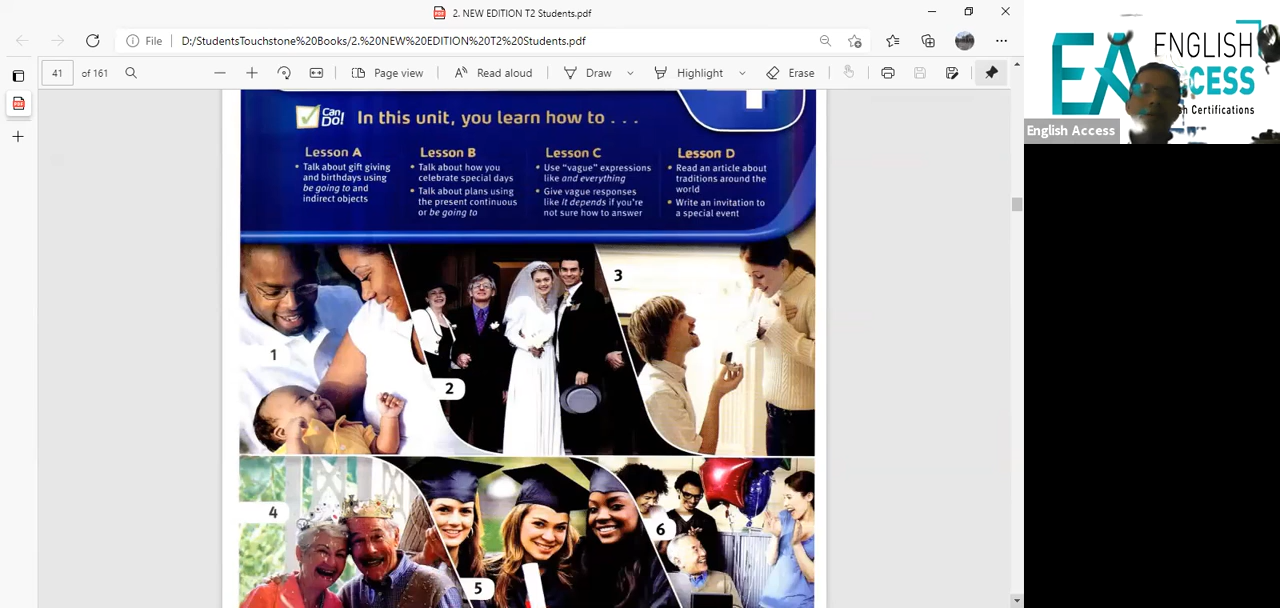 2. NEW EDITION T2 Students.pdf
File
D:/StudentsTouchstone%20Books/2.%20NEW%20EDITION%20T2%20Students.pdf
41 of 161
Page view
Read aloud
Draw
Highlight
Erase
Can Do!
In this unit, you learn how to . . .
Lesson A
• Talk about gift giving
and birthdays using
be going to and
indirect objects
Lesson B
• Talk about how you
celebrate special days
• Talk about plans using
the present continuous
or be going to
Lesson C
• Use “vague” expressions
like and everything
• Give vague responses
like it depends if you're
not sure how to answer
Lesson D
• Read an article about
traditions around the
world
• Write an invitation to
a special event
1
2
3
4
5
6
EA ENGLISH
Certifications
English Access